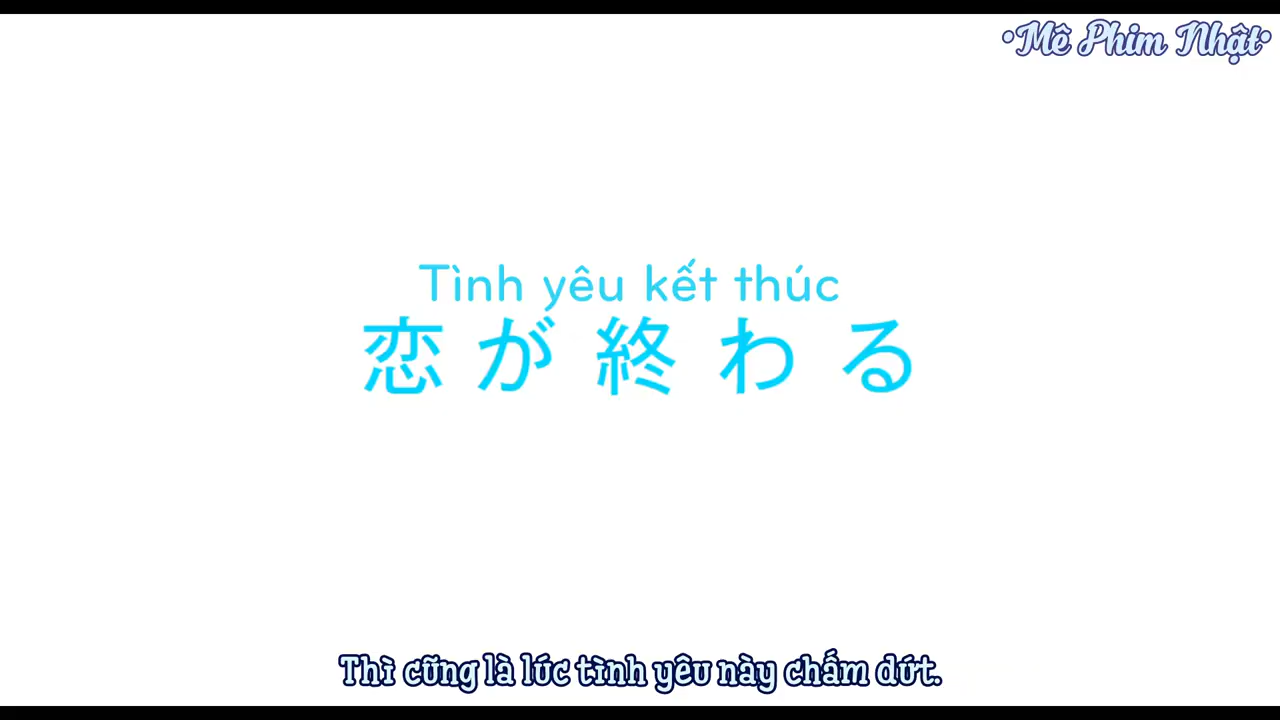 •Mê Phim Nhật•
Tình yêu kết thúc
恋が終わる
Thì cũng là lúc tình yêu này chấm dứt.